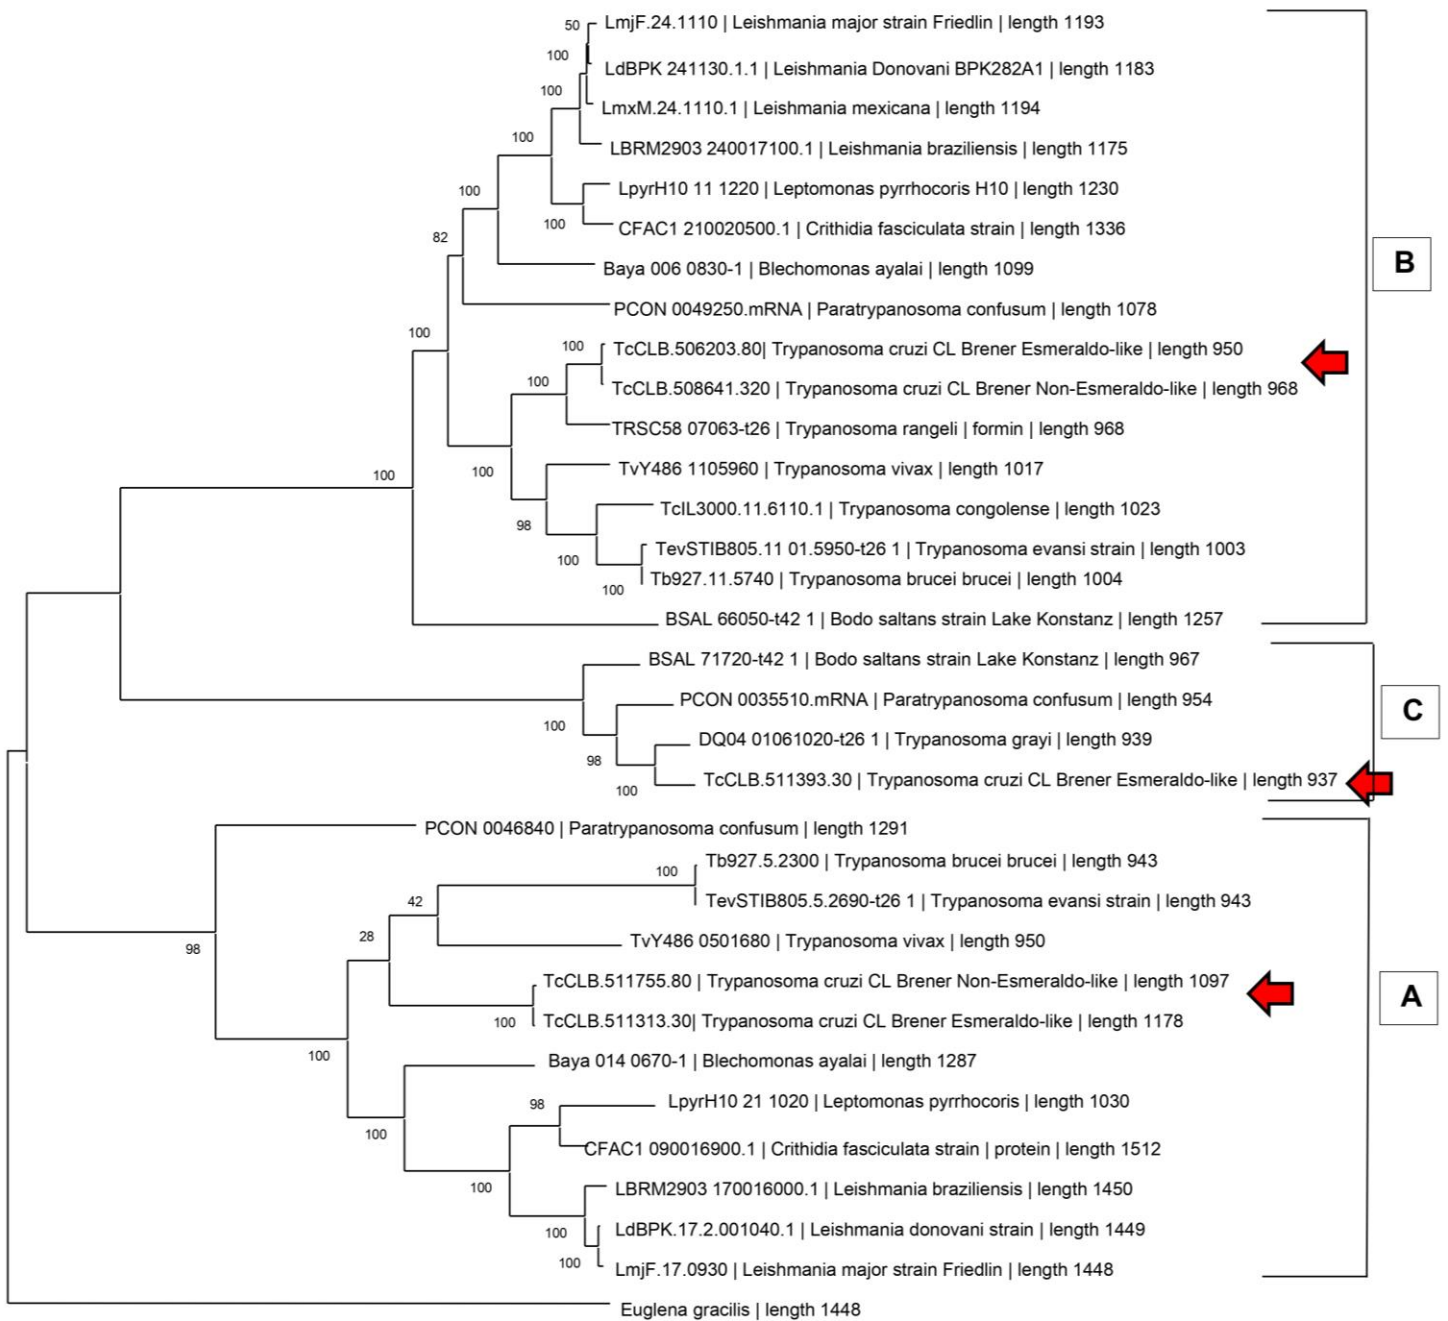 50
LmjF.24.1110 | Leishmania major strain Friedlin | length 1193
100
LdBPK 241130.1.1 | Leishmania Donovani BPK282A1 | length 1183
100
LmxM.24.1110.1 | Leishmania mexicana | length 1194
100
LBRM2903 240017100.1 | Leishmania braziliensis | length 1175
100
LpyrH10 11 1220 | Leptomonas pyrrhocoris H10 | length 1230
100
CFAC1 210020500.1 | Crithidia fasciculata strain | length 1336
82
B
Baya 006 0830-1 | Blechomonas ayalai | length 1099
PCON 0049250.mRNA | Paratrypanosoma confusum | length 1078
100
100
TcCLB.506203.80| Trypanosoma cruzi CL Brener Esmeraldo-like | length 950
100
TcCLB.508641.320 | Trypanosoma cruzi CL Brener Non-Esmeraldo-like | length 968
TRSC58 07063-t26 | Trypanosoma rangeli | formin | length 968
100
100
TvY486 1105960 | Trypanosoma vivax | length 1017
TcIL3000.11.6110.1 | Trypanosoma congolense | length 1023
98
TevSTIB805.11 01.5950-t26 1 | Trypanosoma evansi strain | length 1003
100
Tb927.11.5740 | Trypanosoma brucei brucei | length 1004
100
BSAL 66050-t42 1 | Bodo saltans strain Lake Konstanz | length 1257
BSAL 71720-t42 1 | Bodo saltans strain Lake Konstanz | length 967
PCON 0035510.mRNA | Paratrypanosoma confusum | length 954
C
100
DQ04 01061020-t26 1 | Trypanosoma grayi | length 939
98
TcCLB.511393.30 | Trypanosoma cruzi CL Brener Esmeraldo-like | length 937
100
PCON 0046840 | Paratrypanosoma confusum | length 1291
Tb927.5.2300 | Trypanosoma brucei brucei | length 943
100
TevSTIB805.5.2690-t26 1 | Trypanosoma evansi strain | length 943
42
28
TvY486 0501680 | Trypanosoma vivax | length 950
98
TcCLB.511755.80 | Trypanosoma cruzi CL Brener Non-Esmeraldo-like | length 1097
A
100
TcCLB.511313.30| Trypanosoma cruzi CL Brener Esmeraldo-like | length 1178
100
Baya 014 0670-1 | Blechomonas ayalai | length 1287
98
LpyrH10 21 1020 | Leptomonas pyrrhocoris | length 1030
100
CFAC1 090016900.1 | Crithidia fasciculata strain | protein | length 1512
100
LBRM2903 170016000.1 | Leishmania braziliensis | length 1450
100
LdBPK.17.2.001040.1 | Leishmania donovani strain | length 1449
100
LmjF.17.0930 | Leishmania major strain Friedlin | length 1448
Euglena gracilis | length 1448